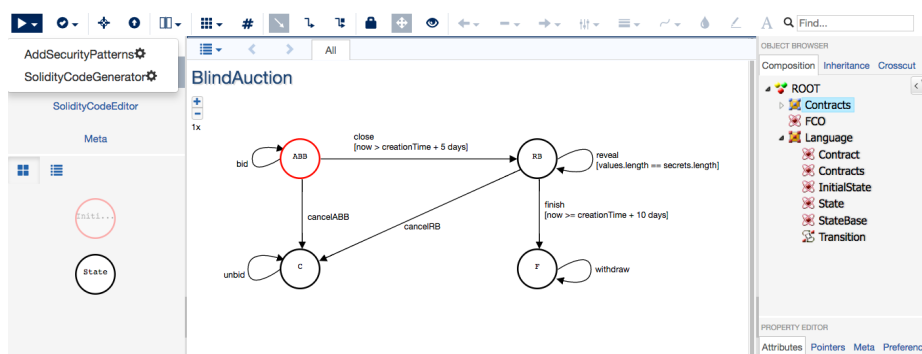 A
Find...
AddSecurityPatterns
SolidityCodeGenerator
SolidityCodeEditor
Meta
Initi...
State
All
BlindAuction
1x
close
[now > creationTime + 5 days]
ABB
bid
RB
reveal
[values.length == secrets.length]
cancelABB
cancelRB
finish
[now >= creationTime + 10 days]
C
unbid
F
withdraw
OBJECT BROWSER
Composition Inheritance Crosscut
ROOT
Contracts
FCO
Language
Contract
Contracts
InitialState
State
StateBase
Transition
PROPERTY EDITOR
Attributes Pointers Meta Preferenc